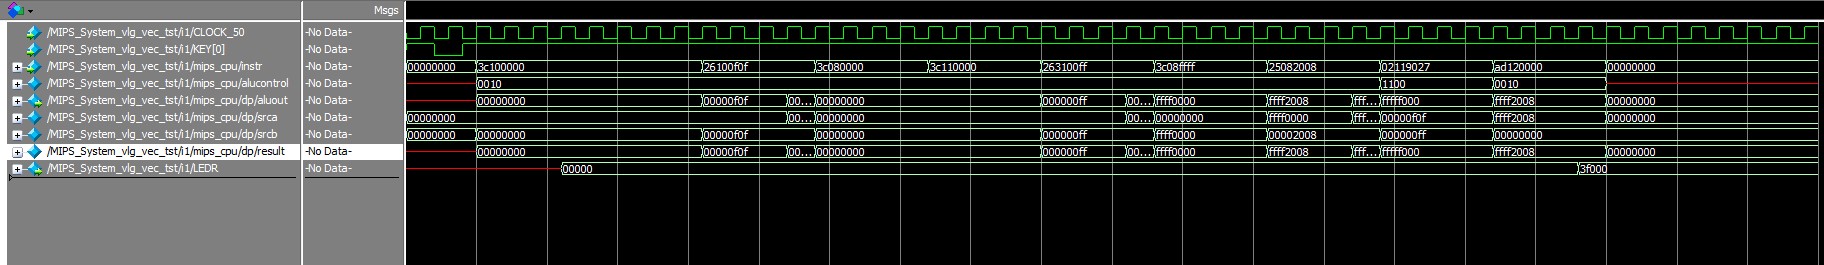 Msgs
/MIPS_System_vlg_vec_tst/i1/CLOCK_50 -No Data-
/MIPS_System_vlg_vec_tst/i1/KEY[0] -No Data-
/MIPS_System_vlg_vec_tst/i1/mips_cpu/instr -No Data- 00000000 3c100000 26100f0f 3c080000 3c110000 263100ff 3c08ffff 25082008 02119027 ad120000 00000000
/MIPS_System_vlg_vec_tst/i1/mips_cpu/alucontrol -No Data- 0010 1100 0010
/MIPS_System_vlg_vec_tst/i1/mips_cpu/dp/aluout -No Data- 00000000 00000f0f 00... 00000000 000000ff 00... ffff0000 ffff2008 fff... fffff000 ffff2008 00000000
/MIPS_System_vlg_vec_tst/i1/mips_cpu/dp/srca -No Data- 00000000 00... 00000000 00... 00000000 ffff0000 fff... 00000f0f ffff2008 00000000
/MIPS_System_vlg_vec_tst/i1/mips_cpu/dp/srcb -No Data- 00000000 00000000 00000f0f 00000000 000000ff ffff0000 00002008 000000ff 00000000
/MIPS_System_vlg_vec_tst/i1/mips_cpu/dp/result -No Data- 00000000 00000f0f 00... 00000000 000000ff 00... ffff0000 ffff2008 fff... fffff000 ffff2008 00000000
/MIPS_System_vlg_vec_tst/i1/LEDR -No Data- 00000 3f000